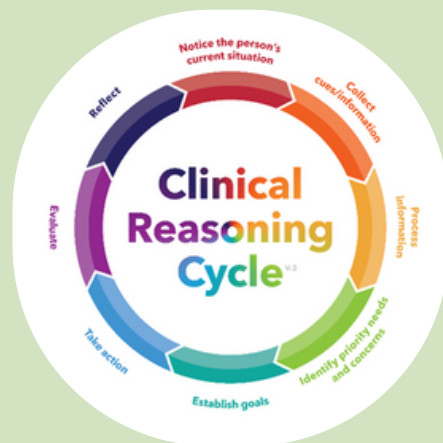 Clinical
Reasoning
Cycle v.2
Notice the person's
current situation
Collect
cues/information
Process
information
Identify priority needs
and concerns
Establish goals
Take action
Evaluate
Reflect